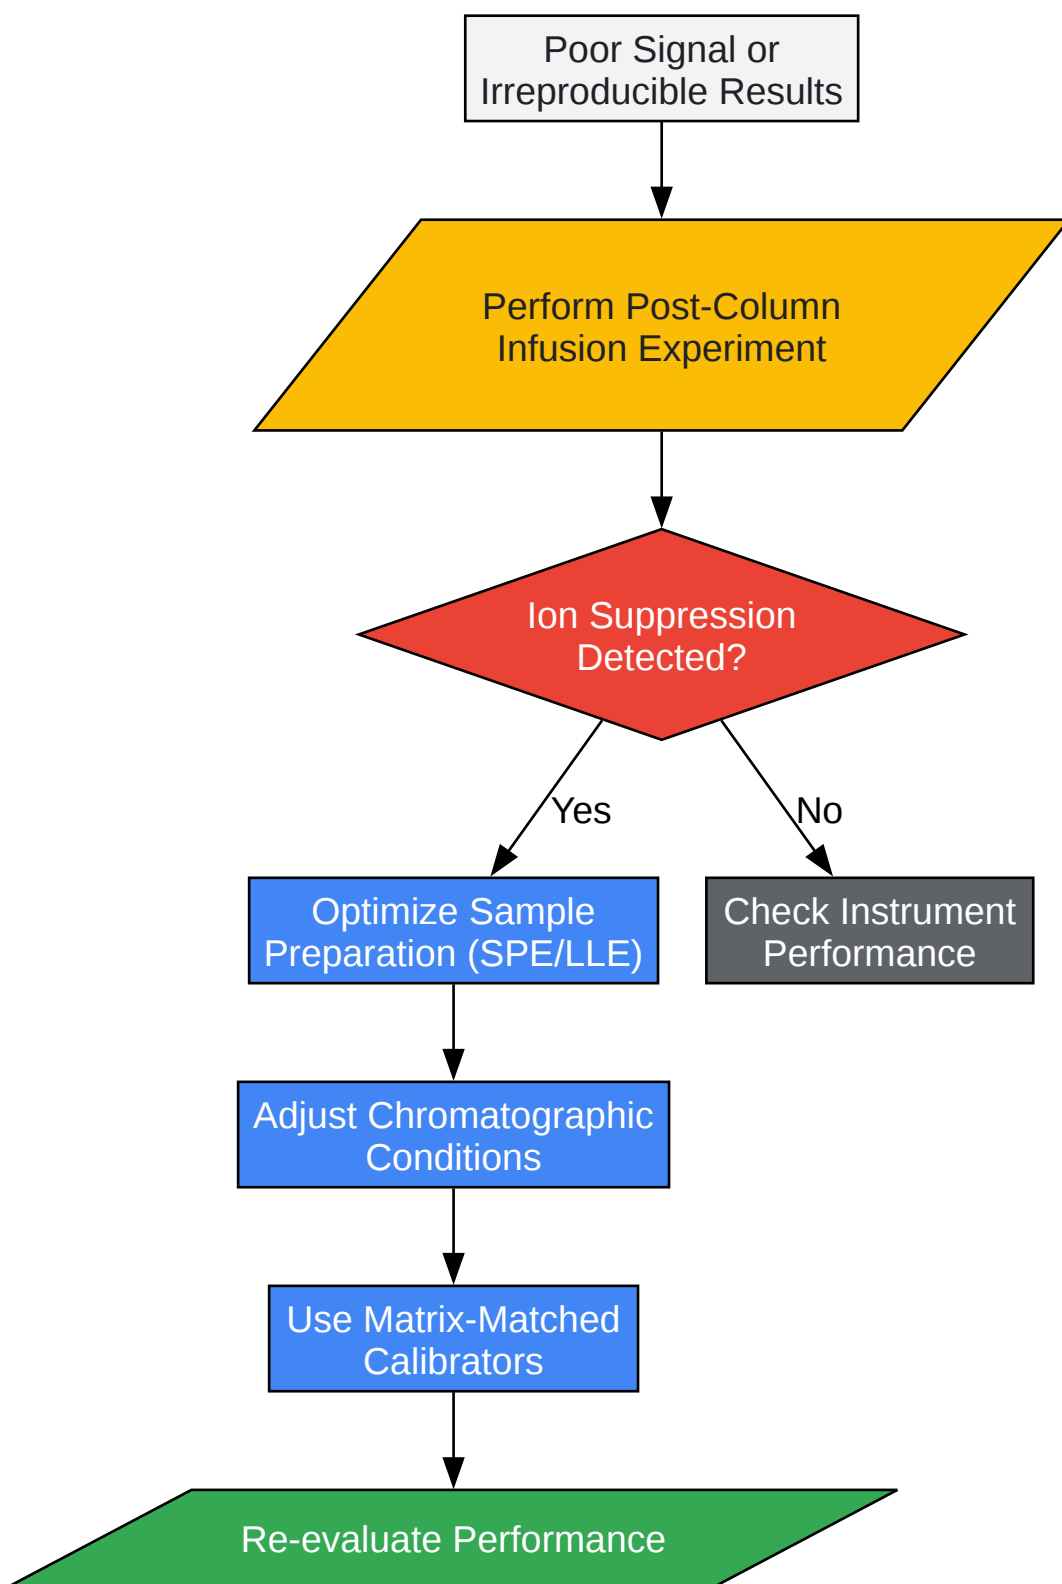 Poor Signal or
Irreproducible Results
Perform Post-Column
Infusion Experiment
Ion Suppression
Detected?
Yes
No
Optimize Sample
Preparation (SPE/LLE)
Check Instrument
Performance
Adjust Chromatographic
Conditions
Use Matrix-Matched
Calibrators
Re-evaluate Performance